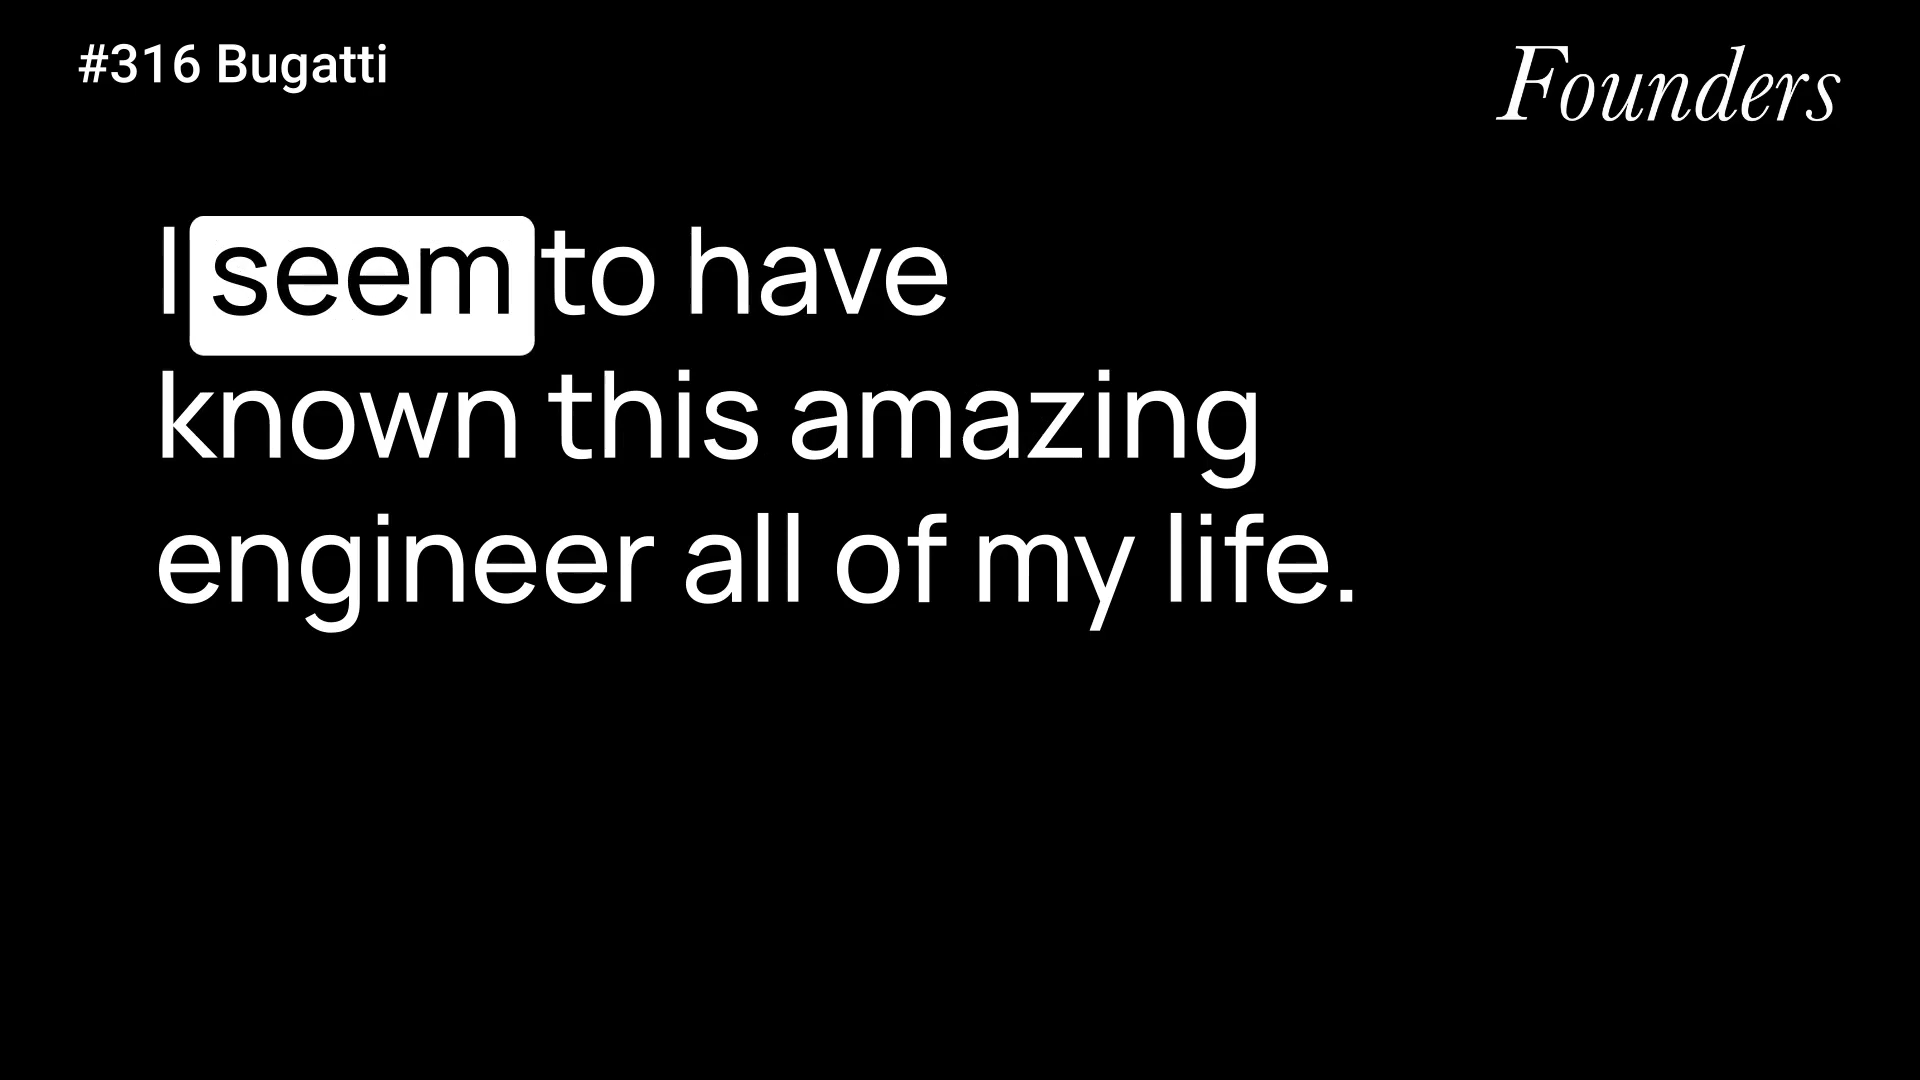 #316 Bugatti
Founders
I seem to have
known this amazing
engineer all of my life.